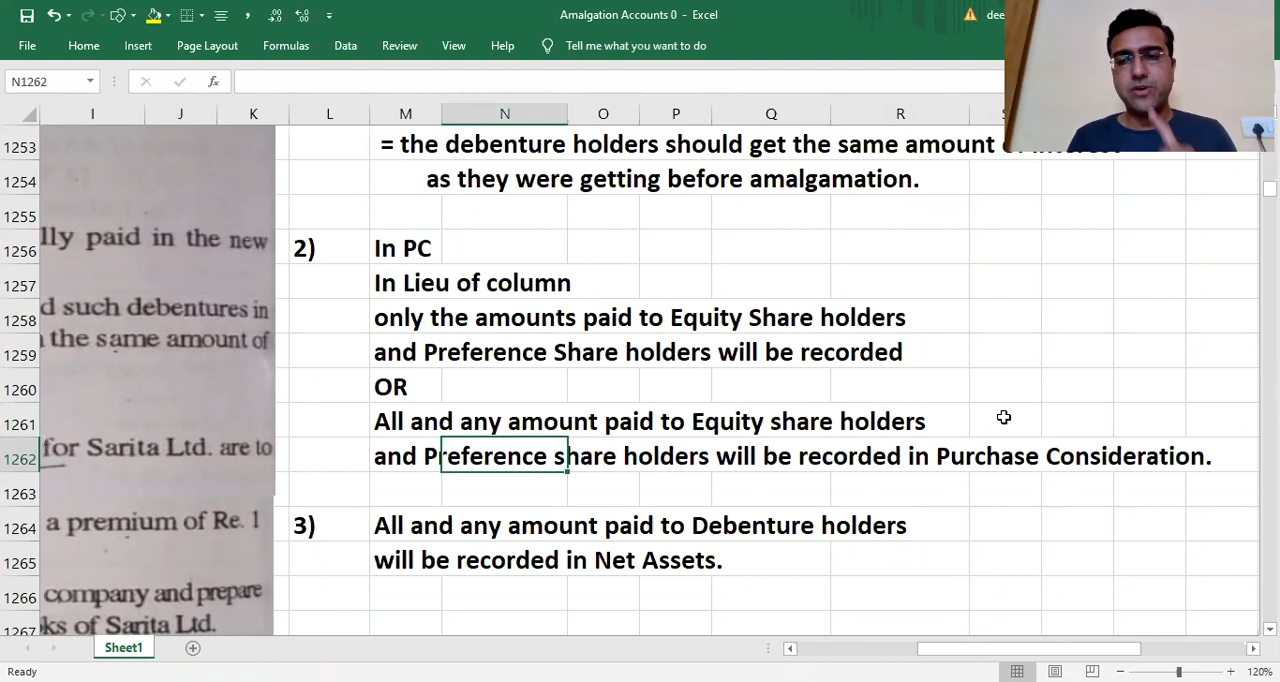 Amalgation Accounts 0 - Excel
dee
File Home Insert Page Layout Formulas Data Review View Help Tell me what you want to do
N1262
fx
I J K L M N O P Q R
1253 = the debenture holders should get the same amount
1254 as they were getting before amalgamation.
1255
lly paid in the new
1256 2) In PC
1257 In Lieu of column
d such debentures in
1258 only the amounts paid to Equity Share holders
the same amount of
1259 and Preference Share holders will be recorded
1260 OR
1261 All and any amount paid to Equity share holders
for Sarita Ltd. are to
1262 and Preference share holders will be recorded in Purchase Consideration.
1263
a premium of Re. 1
1264 3) All and any amount paid to Debenture holders
1265 will be recorded in Net Assets.
company and prepare
1266
ks of Sarita Ltd.
1267
Sheet1
Ready
120%